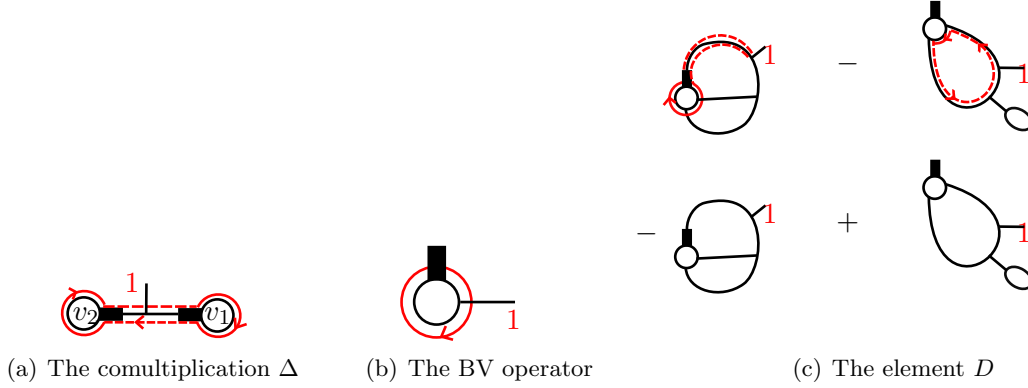 1 − 1
− 1 + 1
1
v₂ v₁
1
(a) The comultiplication Δ
(b) The BV operator
(c) The element D